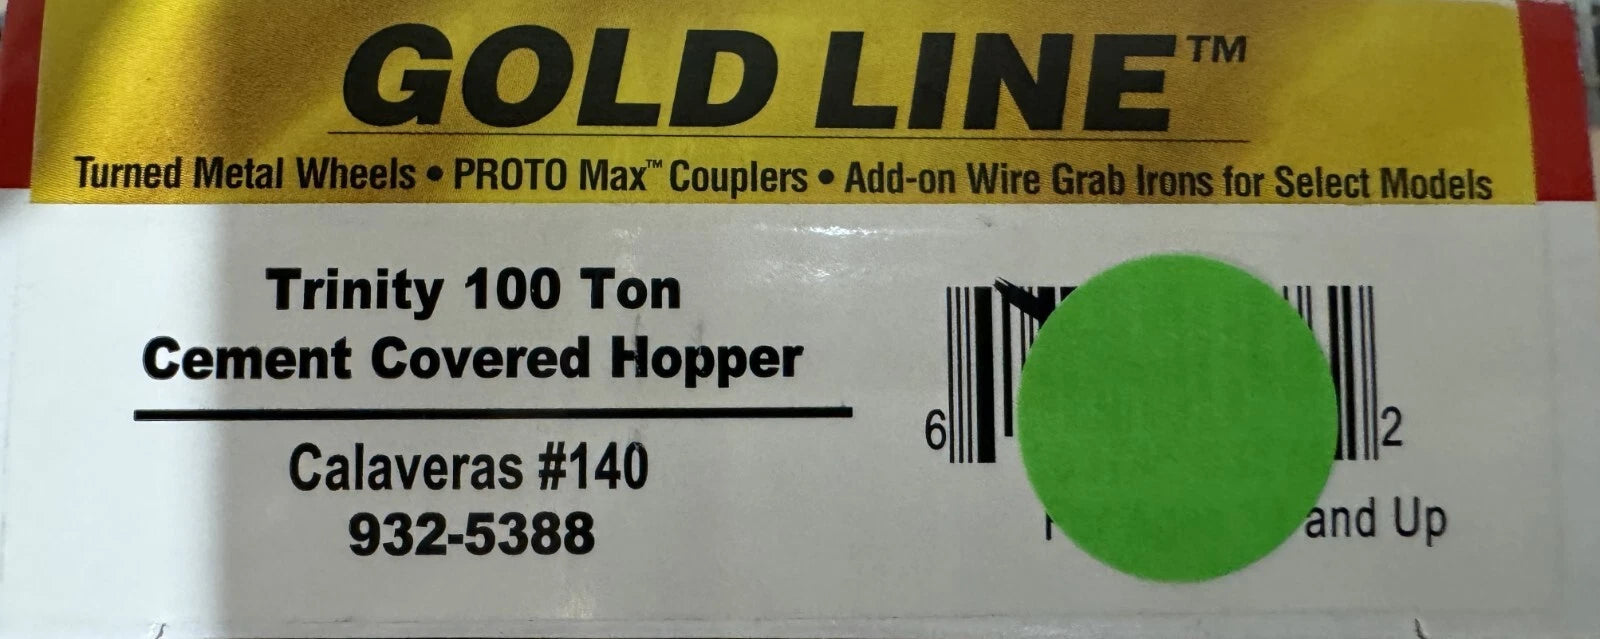 GOLD LINE™
Turned Metal Wheels • PROTO Max™ Couplers • Add-on Wire Grab Irons for Select Models
Trinity 100 Ton
Cement Covered Hopper
Calaveras #140
932-5388
6 2
and Up